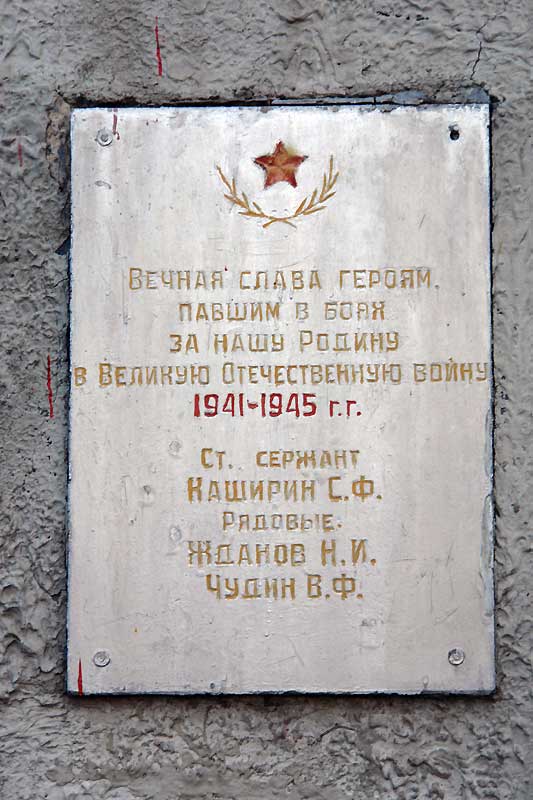 Вечная слава героям,
павшим в боях
за нашу Родину
в Великую Отечественную войну
1941-1945 г.г.
Ст. сержант
Каширин С.Ф.
Рядовые:
Жданов Н.И.
Чудин В.Ф.